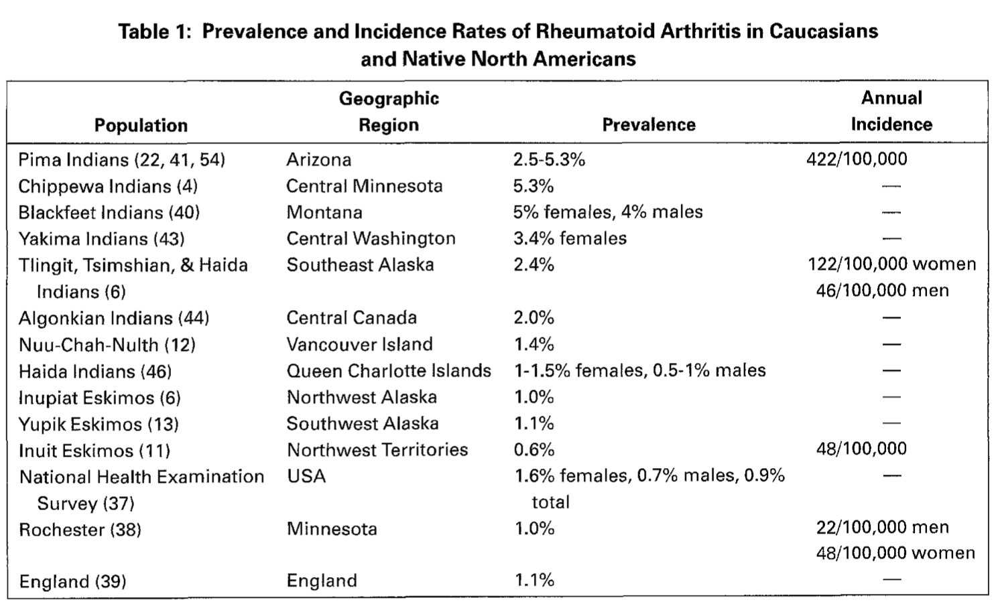 Table 1: Prevalence and Incidence Rates of Rheumatoid Arthritis in Caucasians
and Native North Americans
Population Geographic Region Prevalence Annual Incidence
Pima Indians (22, 41, 54) Arizona 2.5-5.3% 422/100,000
Chippewa Indians (4) Central Minnesota 5.3% —
Blackfeet Indians (40) Montana 5% females, 4% males —
Yakima Indians (43) Central Washington 3.4% females —
Tlingit, Tsimshian, & Haida Southeast Alaska 2.4% 122/100,000 women
Indians (6) 46/100,000 men
Algonkian Indians (44) Central Canada 2.0% —
Nuu-Chah-Nulth (12) Vancouver Island 1.4% —
Haida Indians (46) Queen Charlotte Islands 1-1.5% females, 0.5-1% males —
Inupiat Eskimos (6) Northwest Alaska 1.0% —
Yupik Eskimos (13) Southwest Alaska 1.1% —
Inuit Eskimos (11) Northwest Territories 0.6% 48/100,000
National Health Examination USA 1.6% females, 0.7% males, 0.9% —
Survey (37) total
Rochester (38) Minnesota 1.0% 22/100,000 men
48/100,000 women
England (39) England 1.1% —